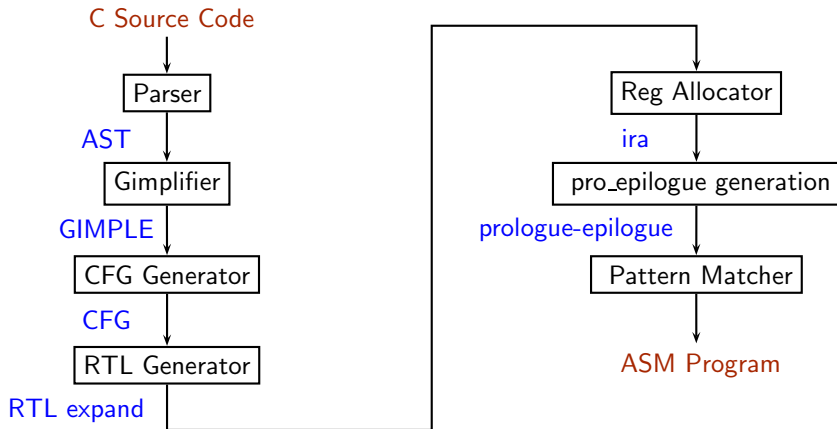 C Source Code
Parser
AST
Gimplifier
GIMPLE
CFG Generator
CFG
RTL Generator
RTL expand
Reg Allocator
ira
pro_epilogue generation
prologue-epilogue
Pattern Matcher
ASM Program